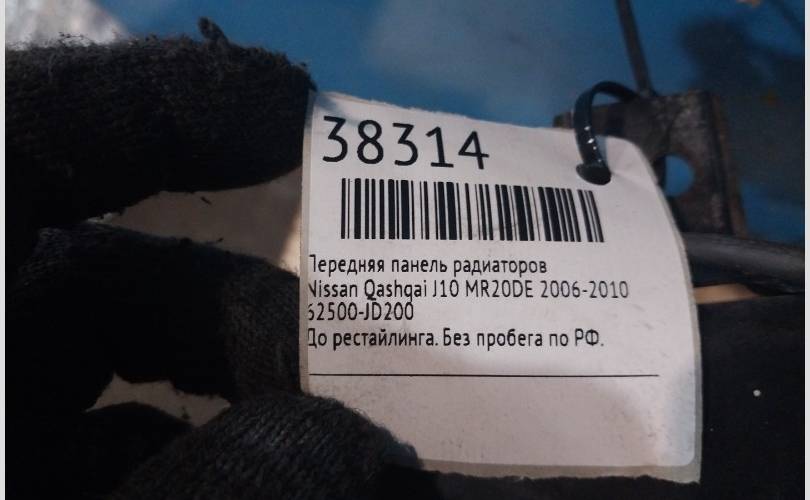 38314
Передняя панель радиаторов
Nissan Qashqai J10 MR20DE 2006-2010
62500-JD200
До рестайлинга. Без пробега по РФ.